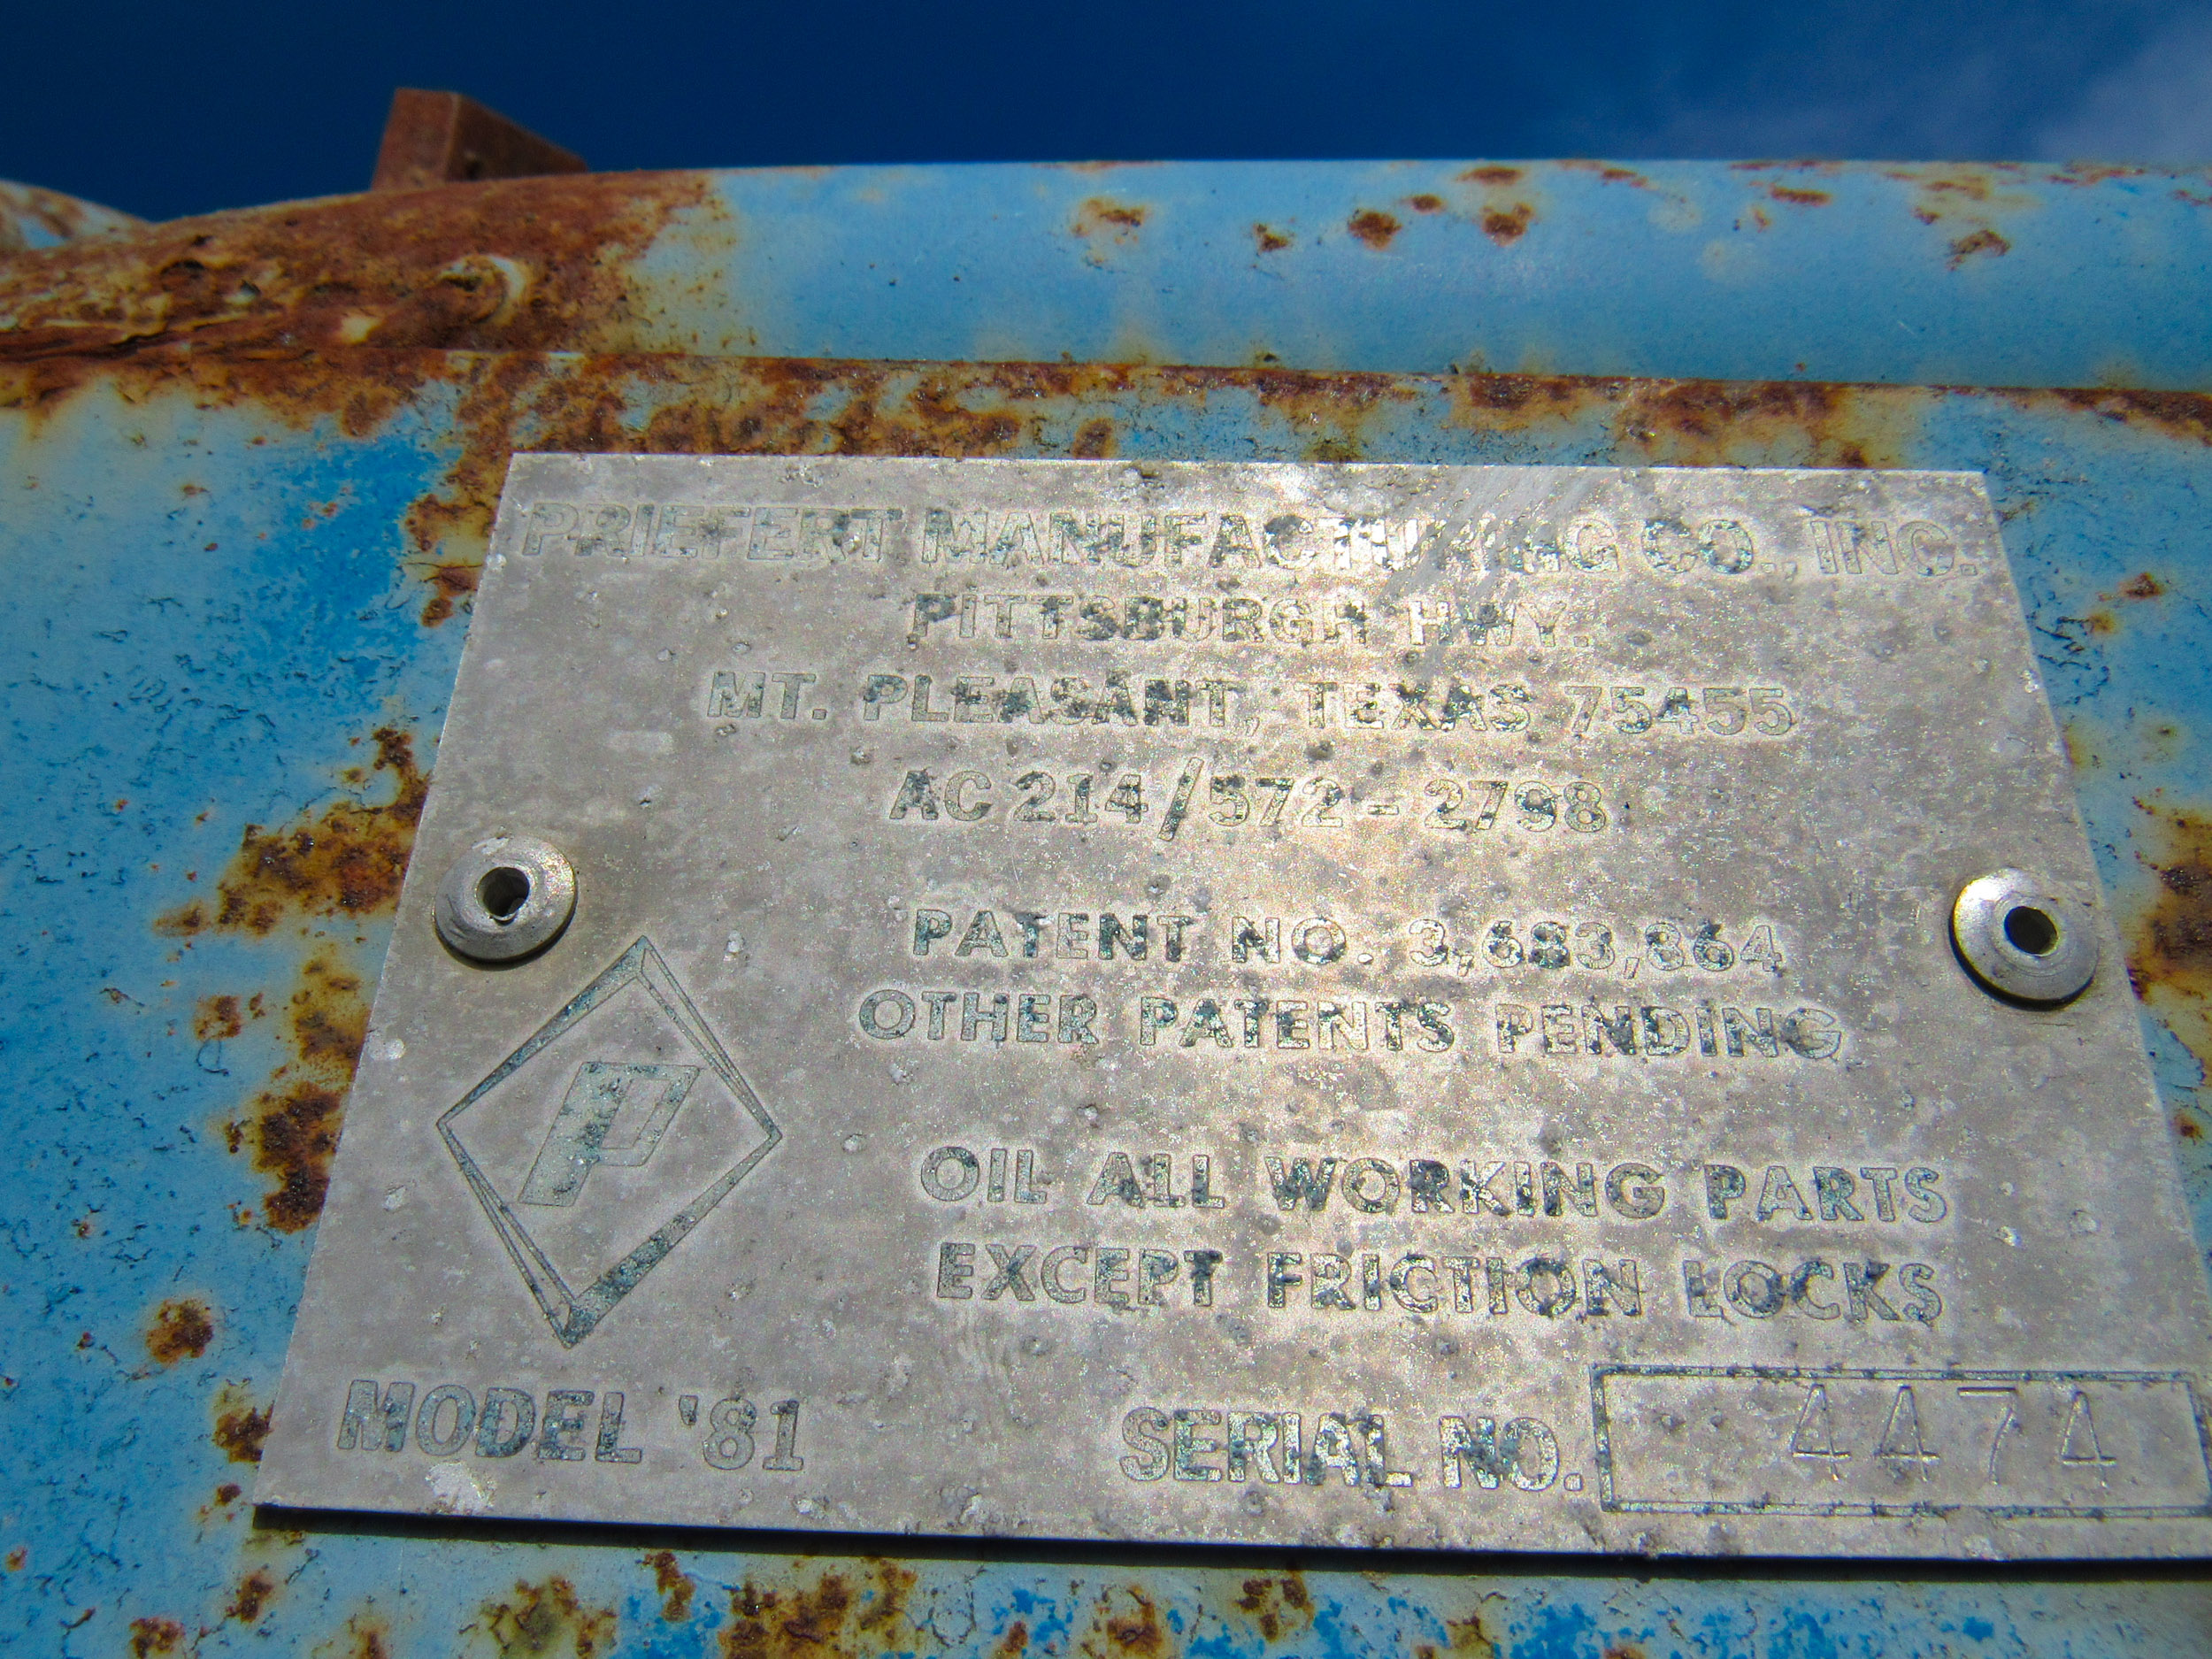 PRIEFERT MANUFACTURING CO., INC.
PITTSBURGH HWY.
MT. PLEASANT, TEXAS 75455
AC 214/572-2798
PATENT NO. 3,683,864
OTHER PATENTS PENDING
P
OIL ALL WORKING PARTS
EXCEPT FRICTION LOCKS
MODEL '81 SERIAL NO. 4474